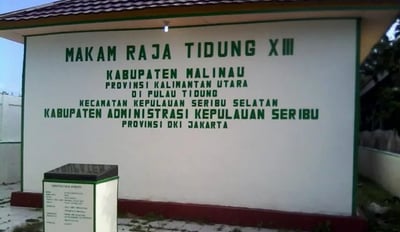 MAKAM RAJA TIDUNG XIII
KABUPATEN MALINAU
PROVINSI KALIMANTAN UTARA
DI PULAU TIDUNG
KECAMATAN KEPULAUAN SERIBU SELATAN
KABUPATEN ADMINISTRASI KEPULAUAN SERIBU
PROVINSI DKI JAKARTA